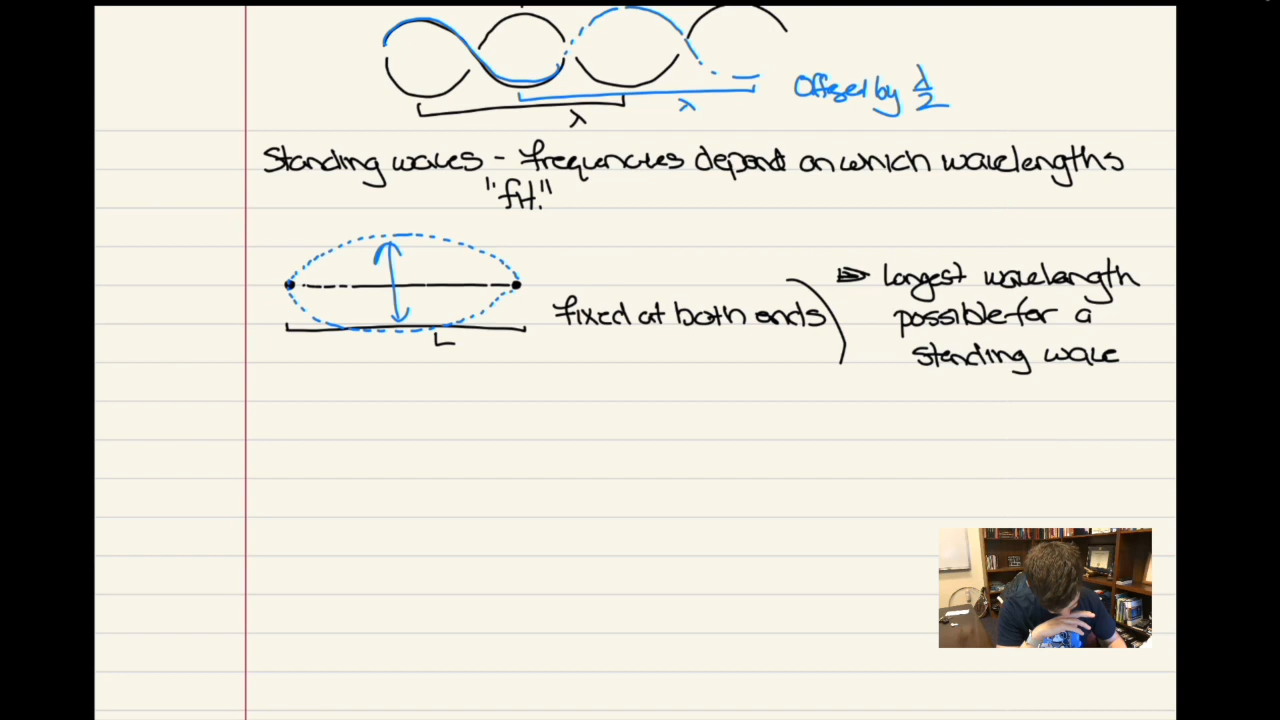 Offset by λ/2
λ
λ
Standing waves - frequencies depend on which wavelengths
"fit."
Longest wavelength
fixed at both ends
possible for a
L
standing wave